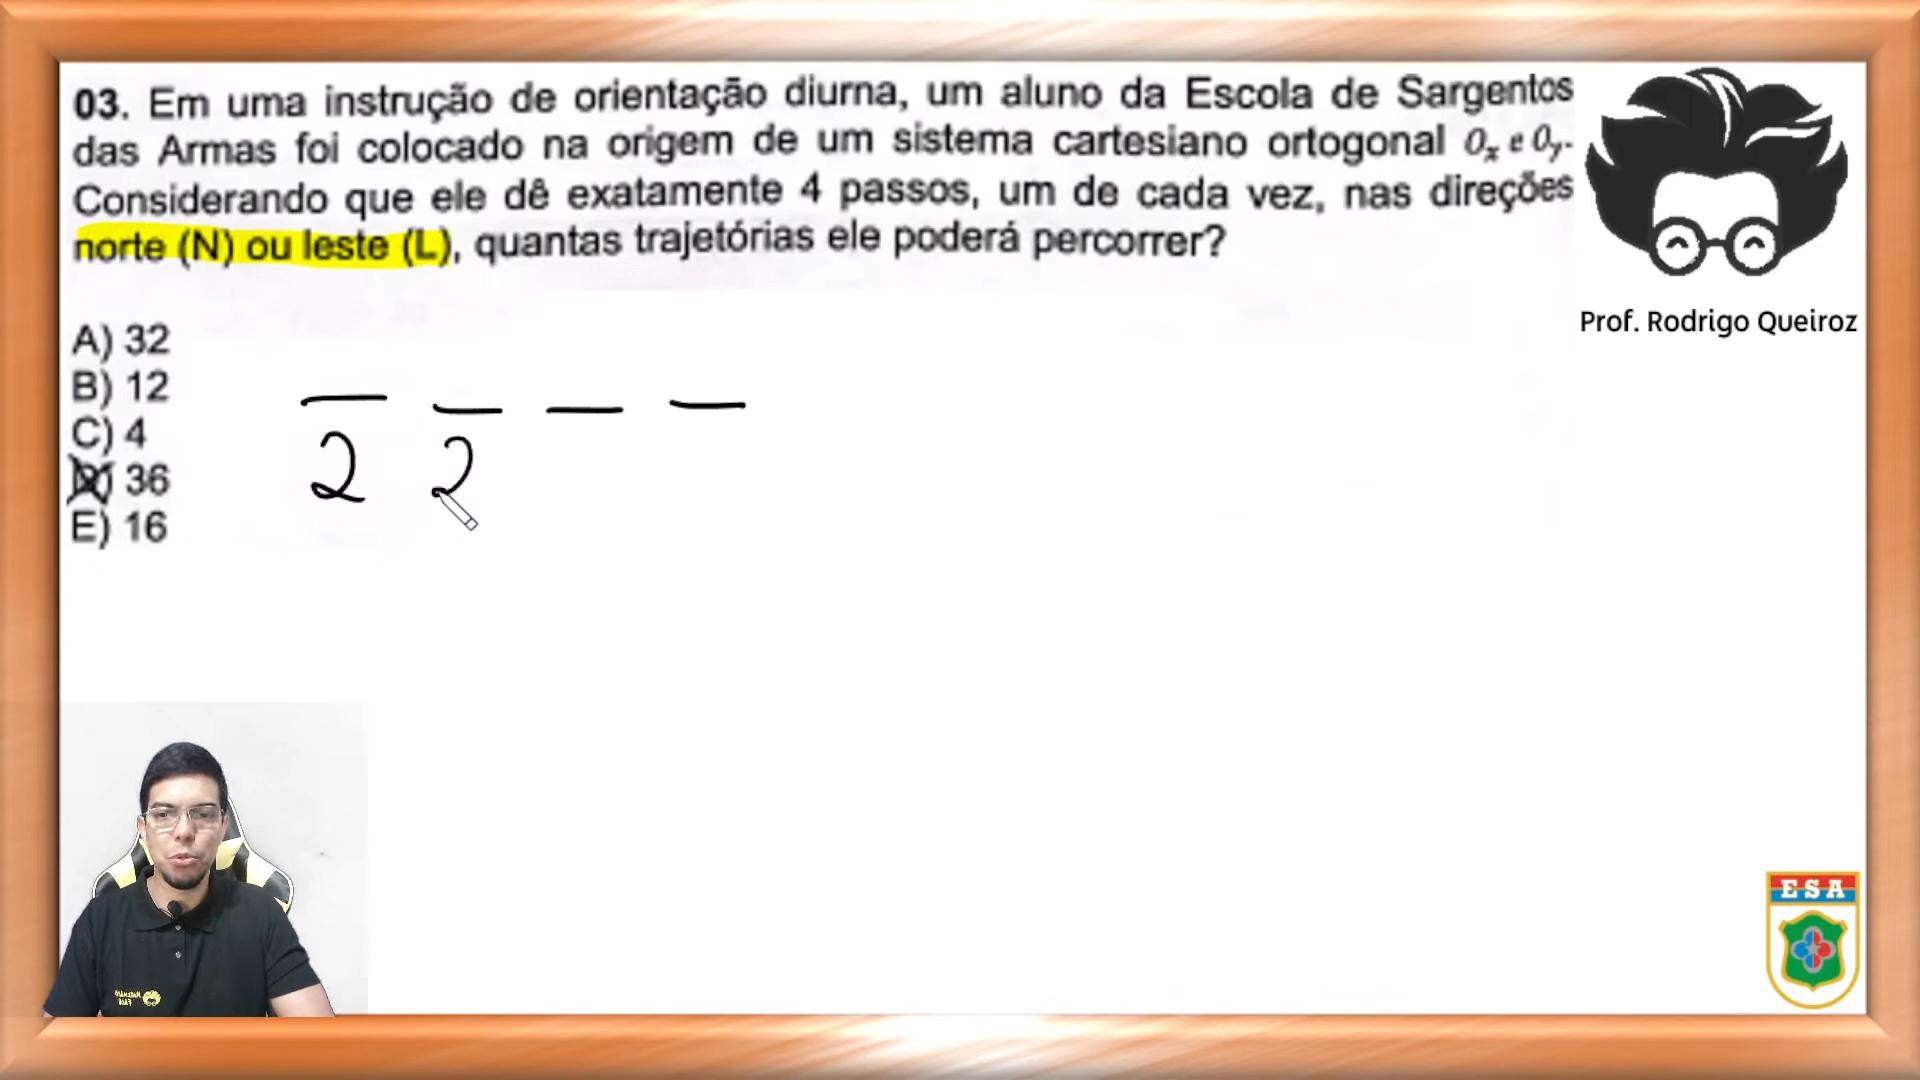 03. Em uma instrução de orientação diurna, um aluno da Escola de Sargentos
das Armas foi colocado na origem de um sistema cartesiano ortogonal Oₓ e Oᵧ.
Considerando que ele dê exatamente 4 passos, um de cada vez, nas direções
norte (N) ou leste (L), quantas trajetórias ele poderá percorrer?
Prof. Rodrigo Queiroz
A) 32
B) 12
C) 4
D) 36
E) 16
2 2
ESA